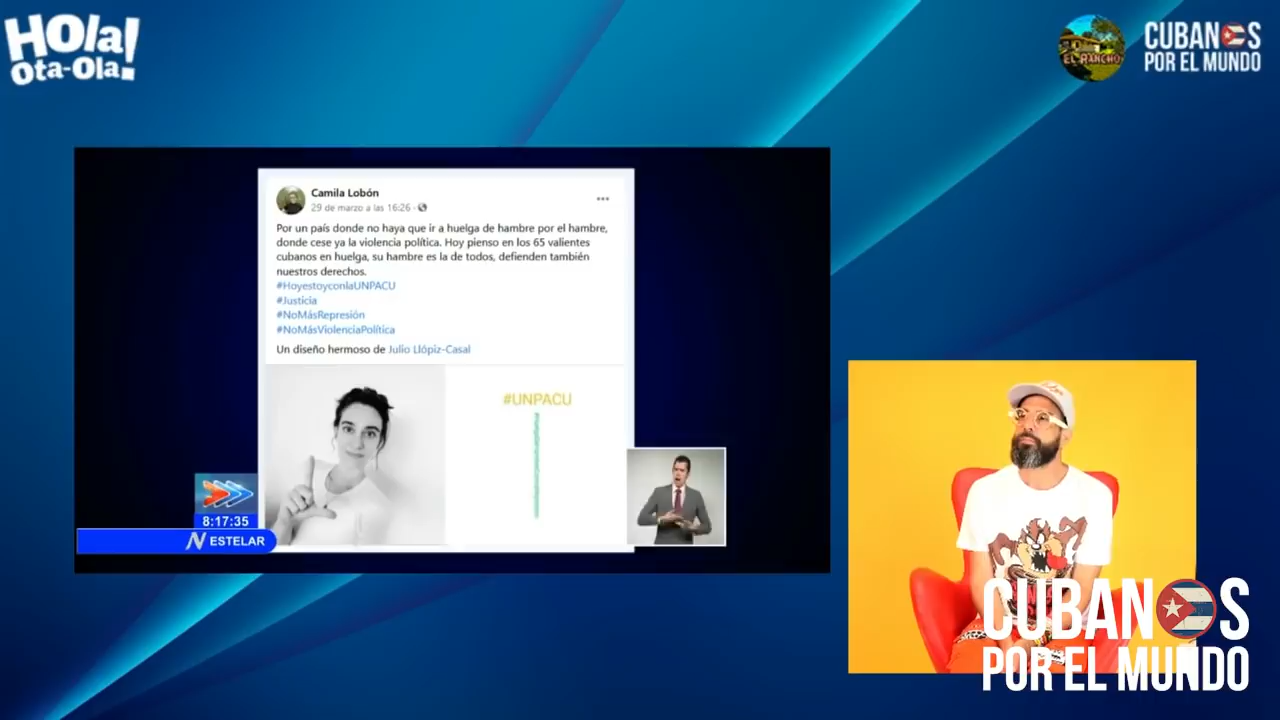 HOla!
Ota-Ola!
EL RANCHO
CUBANOS
POR EL MUNDO
Camila Lobón
29 de marzo a las 16:26 ·
Por un país donde no haya que ir a huelga de hambre por el hambre,
donde cese ya la violencia política. Hoy pienso en los 65 valientes
cubanos en huelga, su hambre es la de todos, defienden también
nuestros derechos.
#HoyestoyconlaUNPACU
#Justicia
#NoMásRepresión
#NoMásViolenciaPolítica
Un diseño hermoso de Julio Llópiz-Casal
#UNPACU
8:17:35
N ESTELAR
CUBANOS
POR EL MUNDO